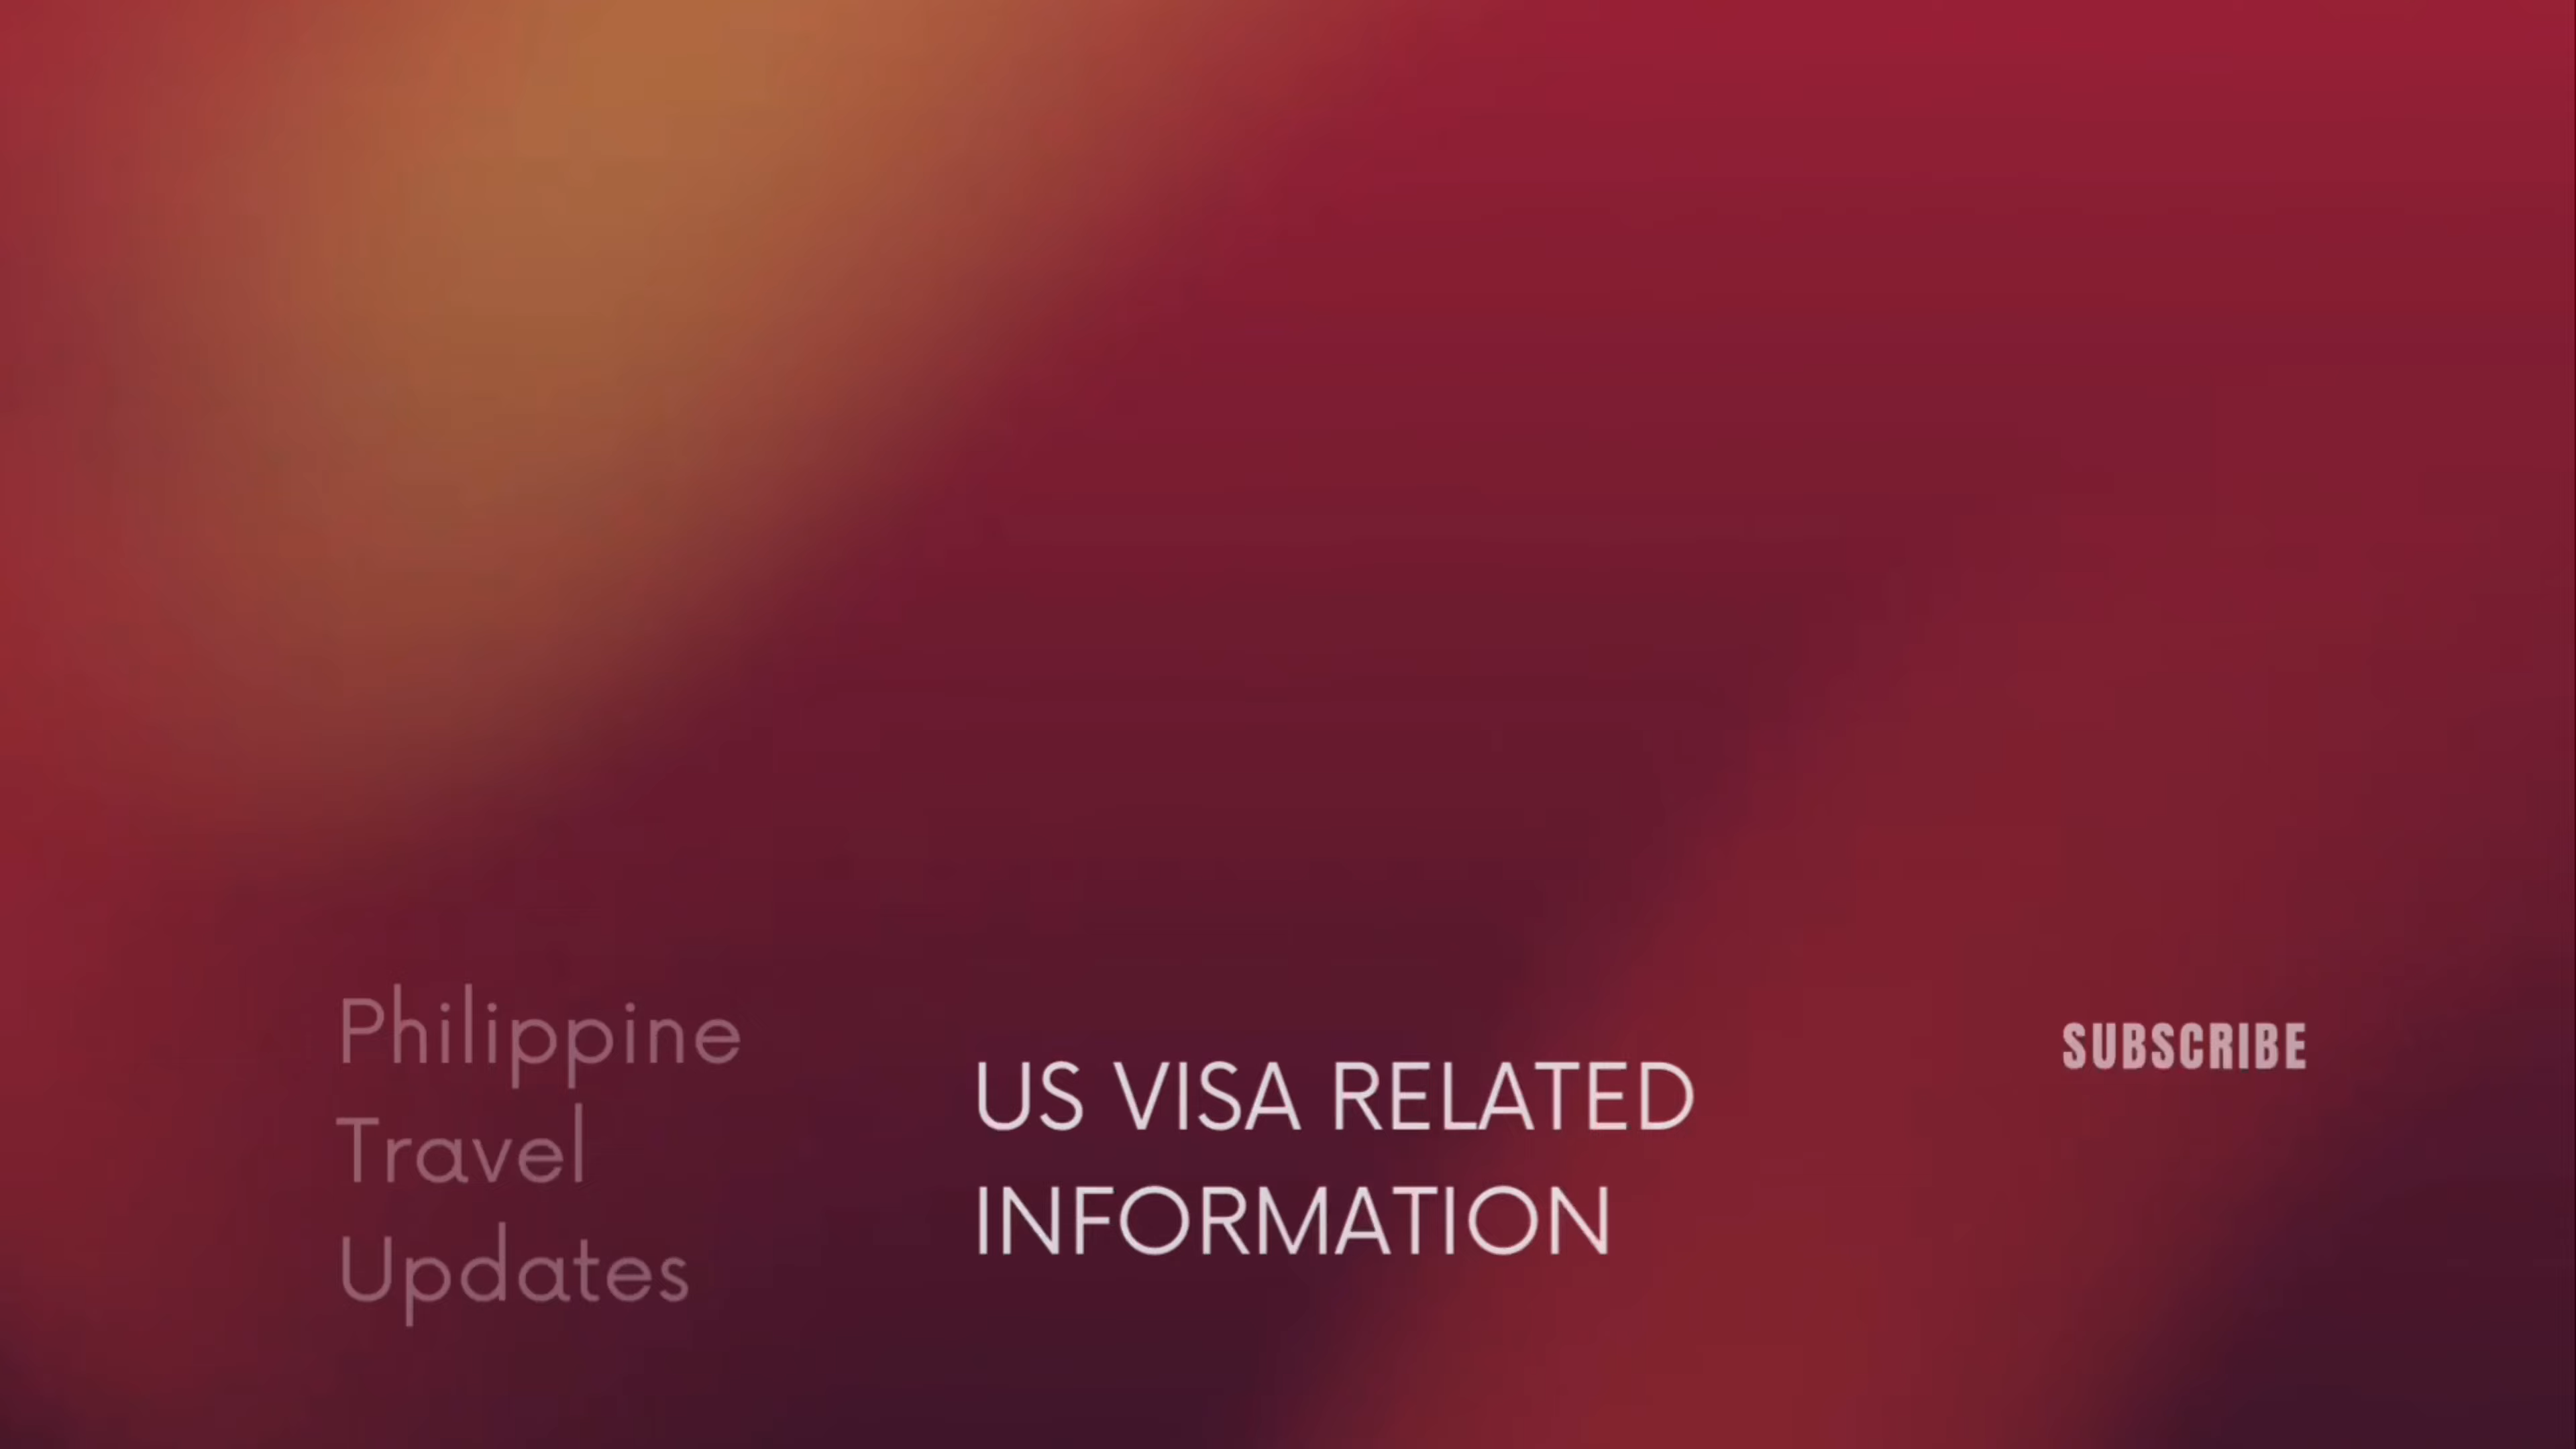 Philippine
Travel
Updates
US VISA RELATED
INFORMATION
SUBSCRIBE